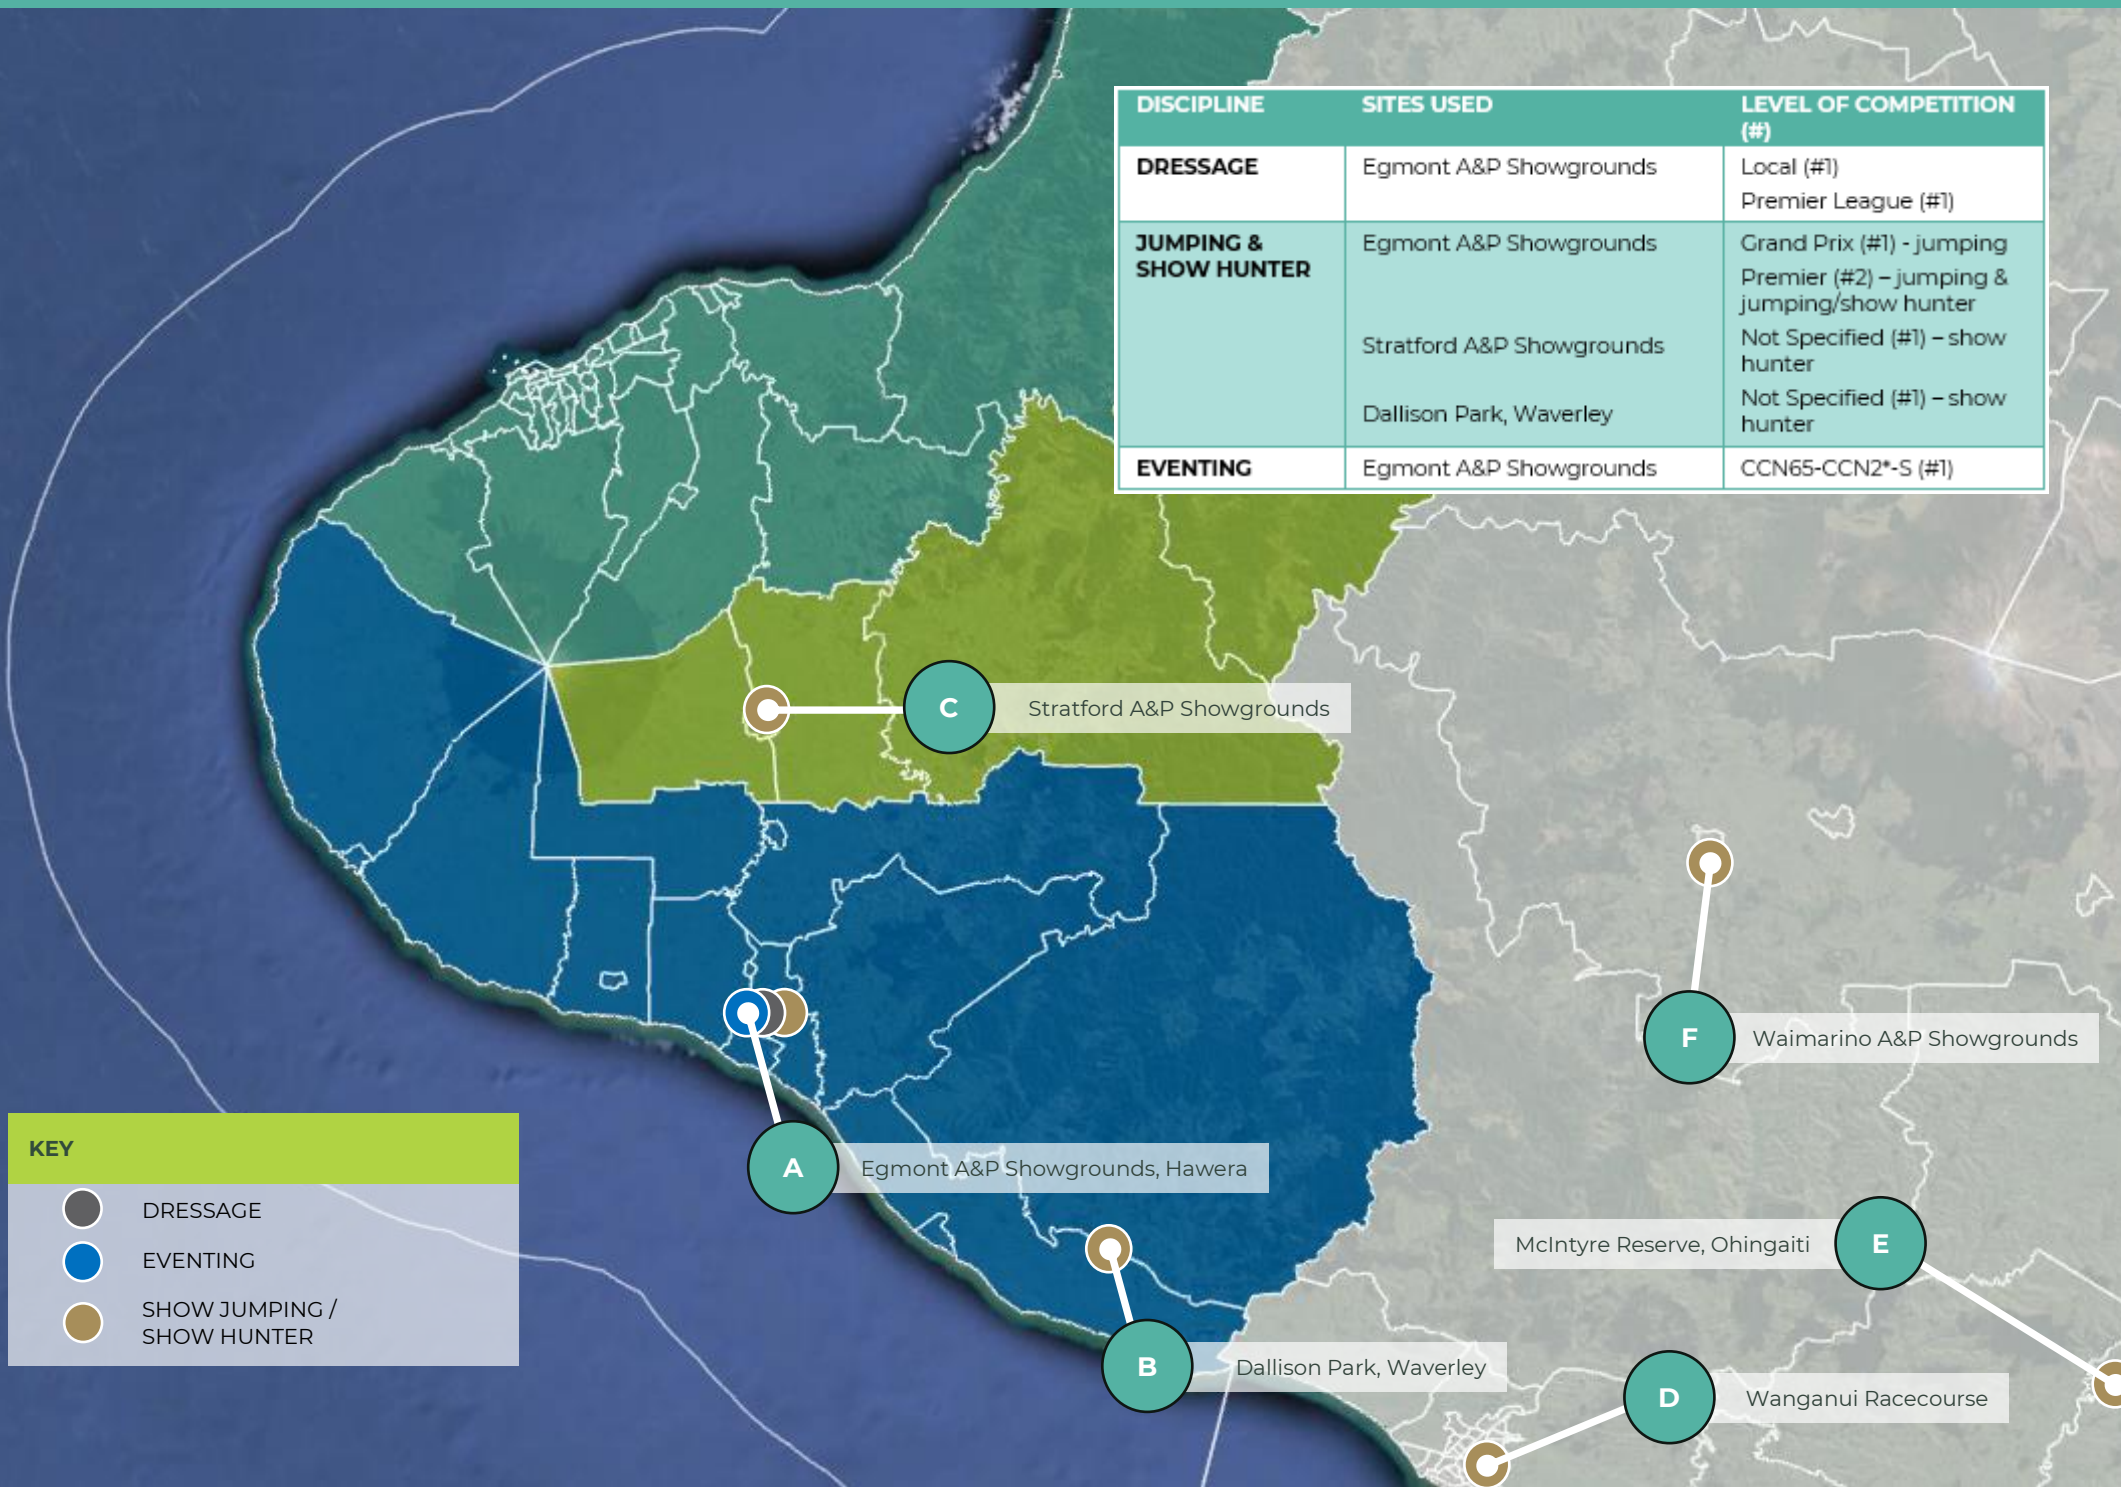 DISCIPLINE SITES USED LEVEL OF COMPETITION
(#)
DRESSAGE Egmont A&P Showgrounds Local (#1)
Premier League (#1)
JUMPING & Egmont A&P Showgrounds Grand Prix (#1) - jumping
SHOW HUNTER
Premier (#2) – jumping &
jumping/show hunter
Stratford A&P Showgrounds Not Specified (#1) – show
hunter
Dallison Park, Waverley Not Specified (#1) – show
hunter
EVENTING Egmont A&P Showgrounds CCN65-CCN2*-S (#1)
C Stratford A&P Showgrounds
F Waimarino A&P Showgrounds
A Egmont A&P Showgrounds, Hawera
McIntyre Reserve, Ohingaiti E
B Dallison Park, Waverley
D Wanganui Racecourse
KEY
DRESSAGE
EVENTING
SHOW JUMPING /
SHOW HUNTER